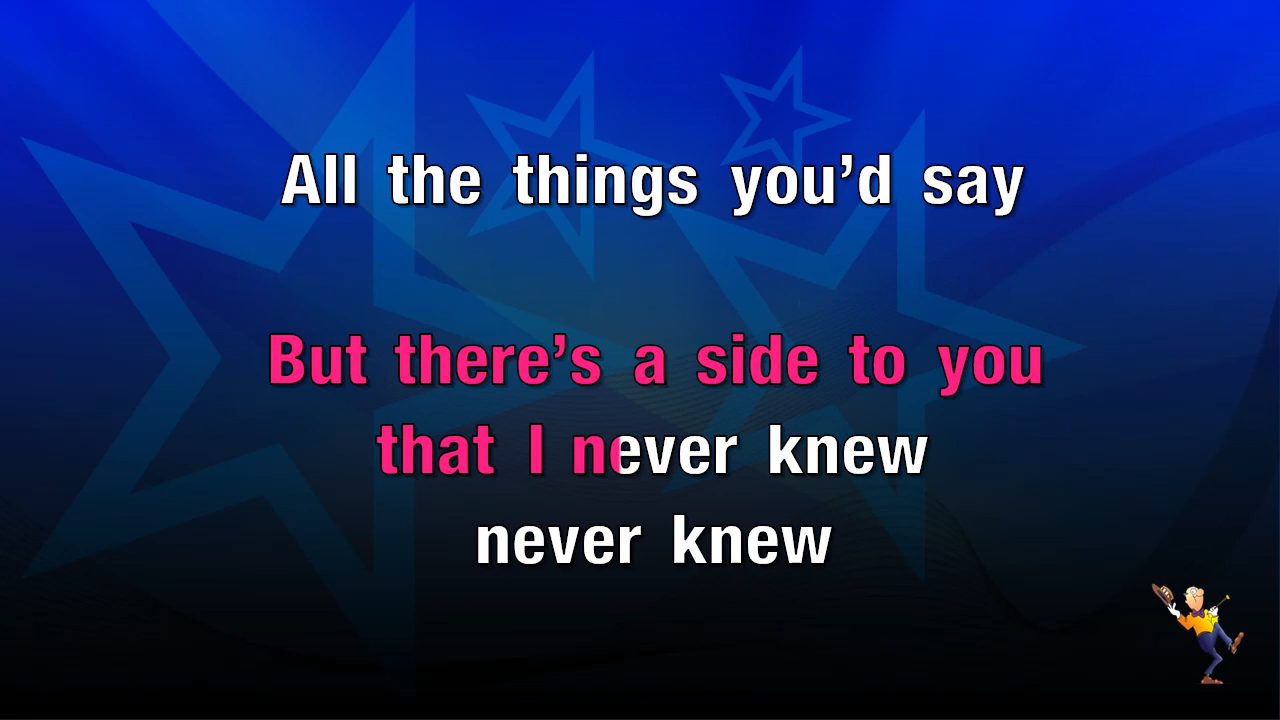 All the things you’d say
But there’s a side to you
that I never knew
never knew